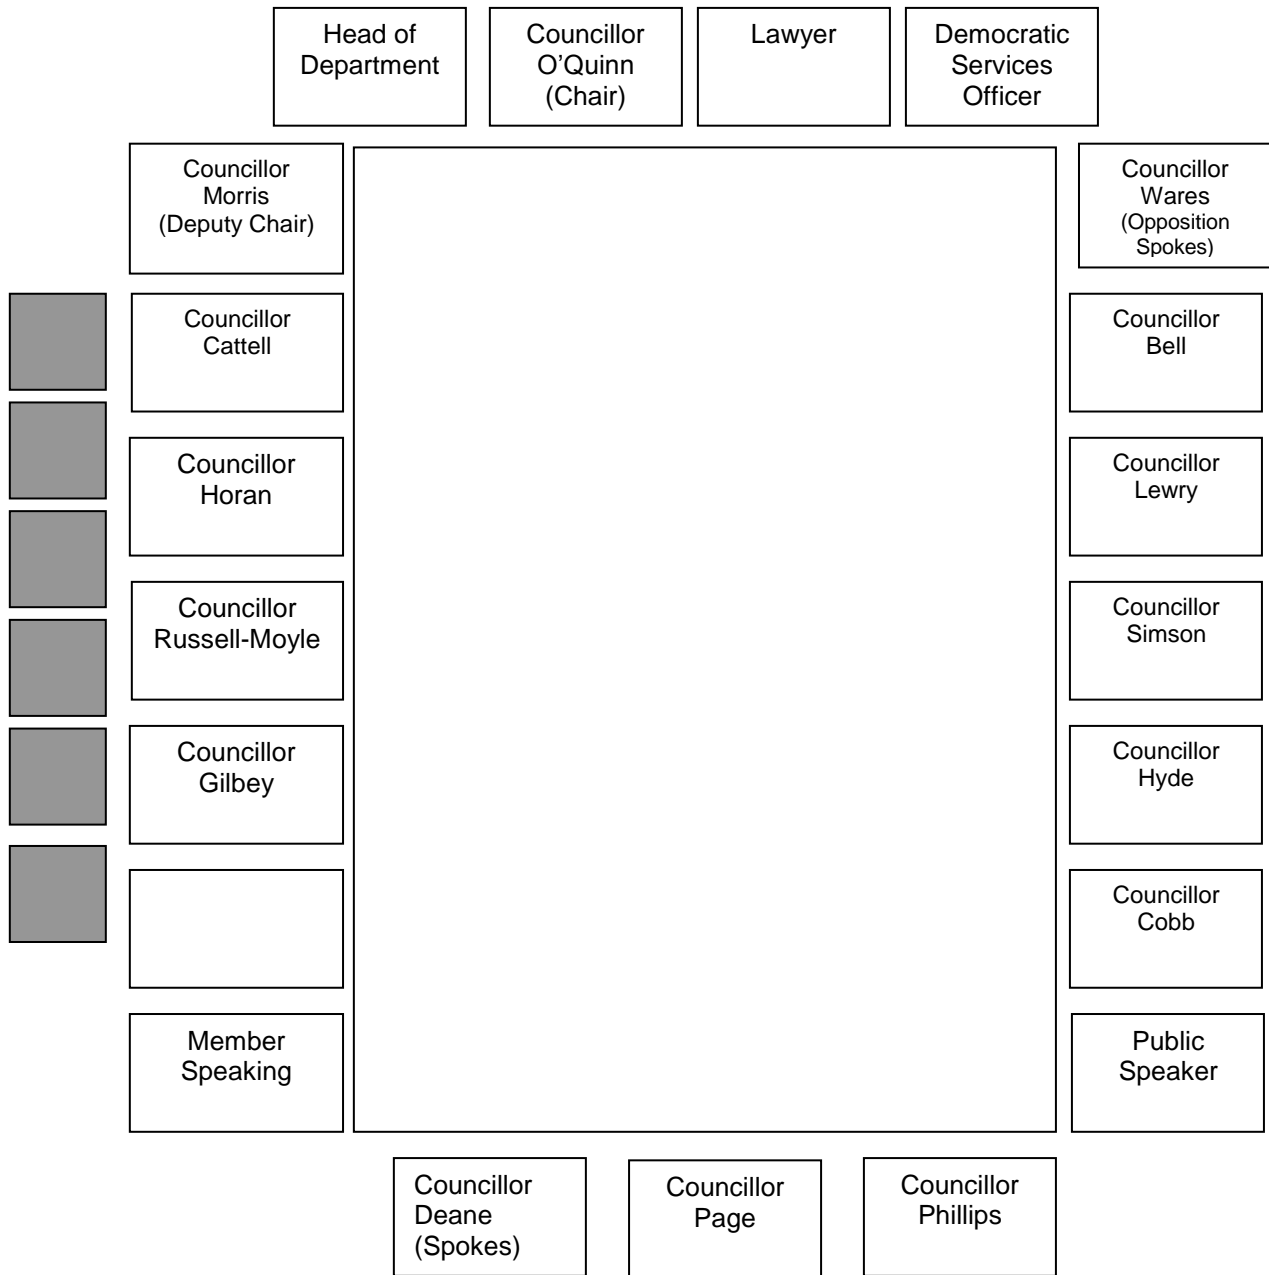 Head of
Department
Councillor
O’Quinn
(Chair)
Lawyer
Democratic
Services
Officer
Councillor
Morris
(Deputy Chair)
Councillor
Wares
(Opposition
Spokes)
Councillor
Cattell
Councillor
Bell
Councillor
Horan
Councillor
Lewry
Councillor
Russell-Moyle
Councillor
Simson
Councillor
Gilbey
Councillor
Hyde
Councillor
Cobb
Member
Speaking
Public
Speaker
Councillor
Deane
(Spokes)
Councillor
Page
Councillor
Phillips